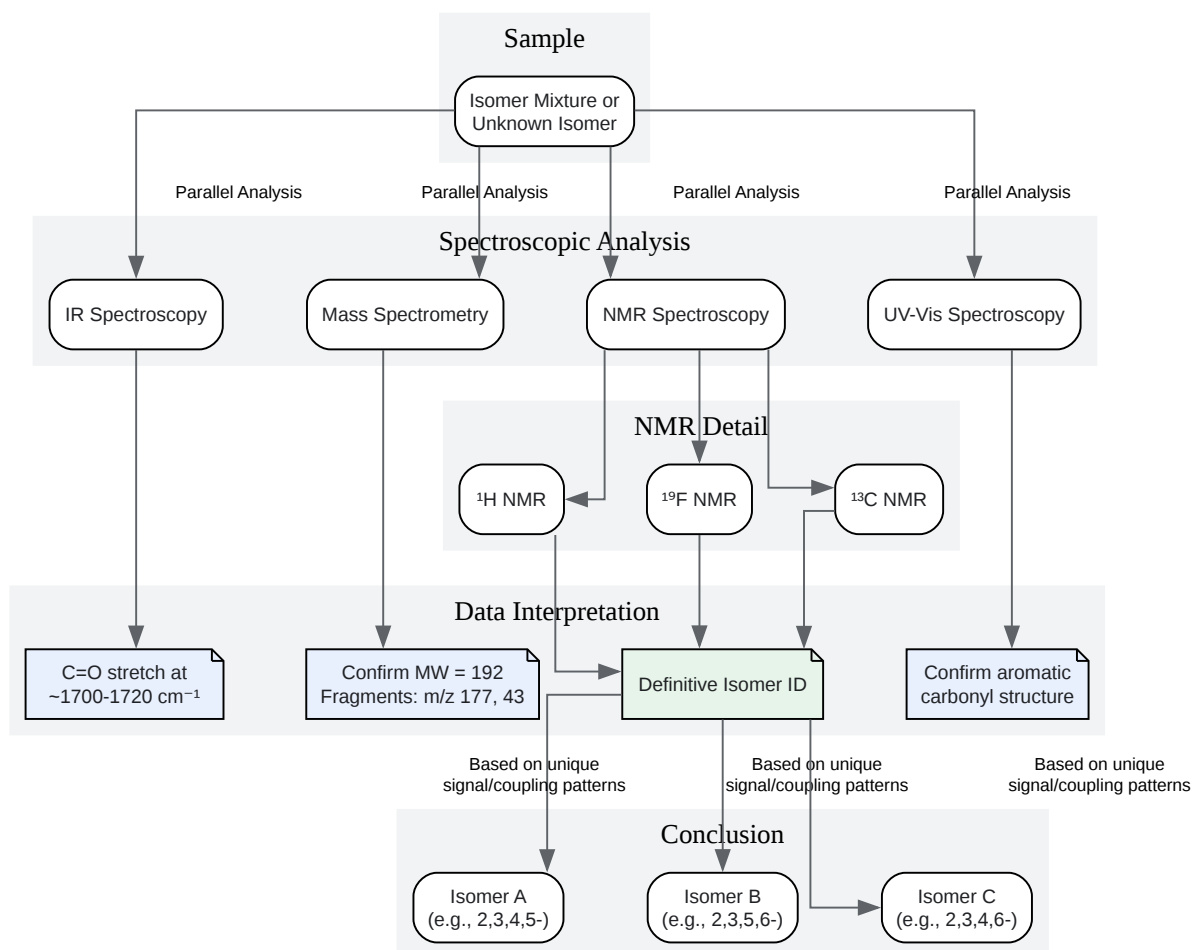 Sample
Isomer Mixture or
Unknown Isomer
Parallel Analysis
Parallel Analysis
Parallel Analysis
Parallel Analysis
Spectroscopic Analysis
IR Spectroscopy
Mass Spectrometry
NMR Spectroscopy
UV-Vis Spectroscopy
NMR Detail
¹H NMR
¹⁹F NMR
¹³C NMR
Data Interpretation
C=O stretch at
~1700-1720 cm⁻¹
Confirm MW = 192
Fragments: m/z 177, 43
Definitive Isomer ID
Confirm aromatic
carbonyl structure
Based on unique
signal/coupling patterns
Based on unique
signal/coupling patterns
Based on unique
signal/coupling patterns
Conclusion
Isomer A
(e.g., 2,3,4,5-)
Isomer B
(e.g., 2,3,5,6-)
Isomer C
(e.g., 2,3,4,6-)